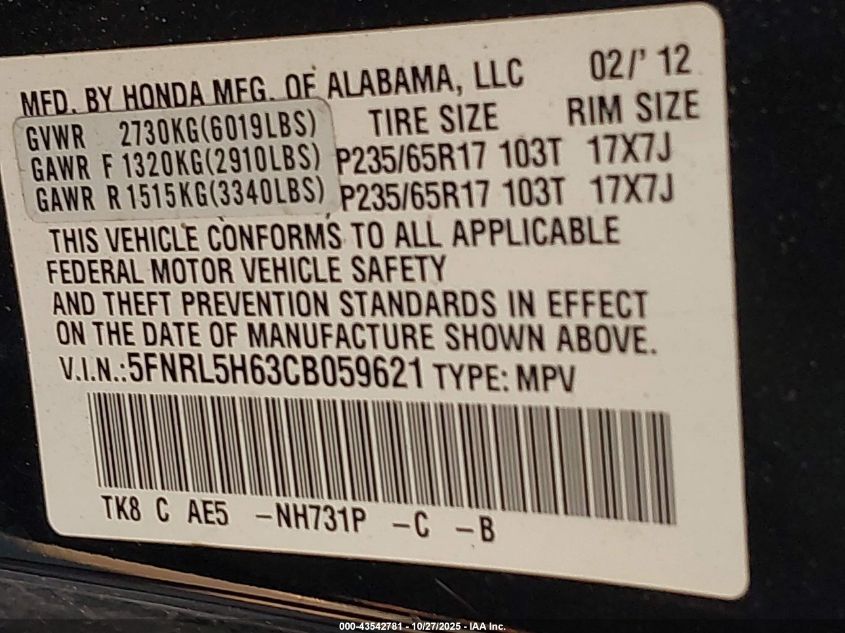 MFD. BY HONDA MFG. OF ALABAMA, LLC 02/' 12
GVWR 2730KG(6019LBS) TIRE SIZE RIM SIZE
GAWR F 1320KG(2910LBS) P235/65R17 103T 17X7J
GAWR R 1515KG(3340LBS) P235/65R17 103T 17X7J
THIS VEHICLE CONFORMS TO ALL APPLICABLE
FEDERAL MOTOR VEHICLE SAFETY
AND THEFT PREVENTION STANDARDS IN EFFECT
ON THE DATE OF MANUFACTURE SHOWN ABOVE.
V.I.N.:5FNRL5H63CB059621 TYPE: MPV
TK8 C AE5 -NH731P -C -B
000-43542781 - 10/27/2025 - IAA Inc.